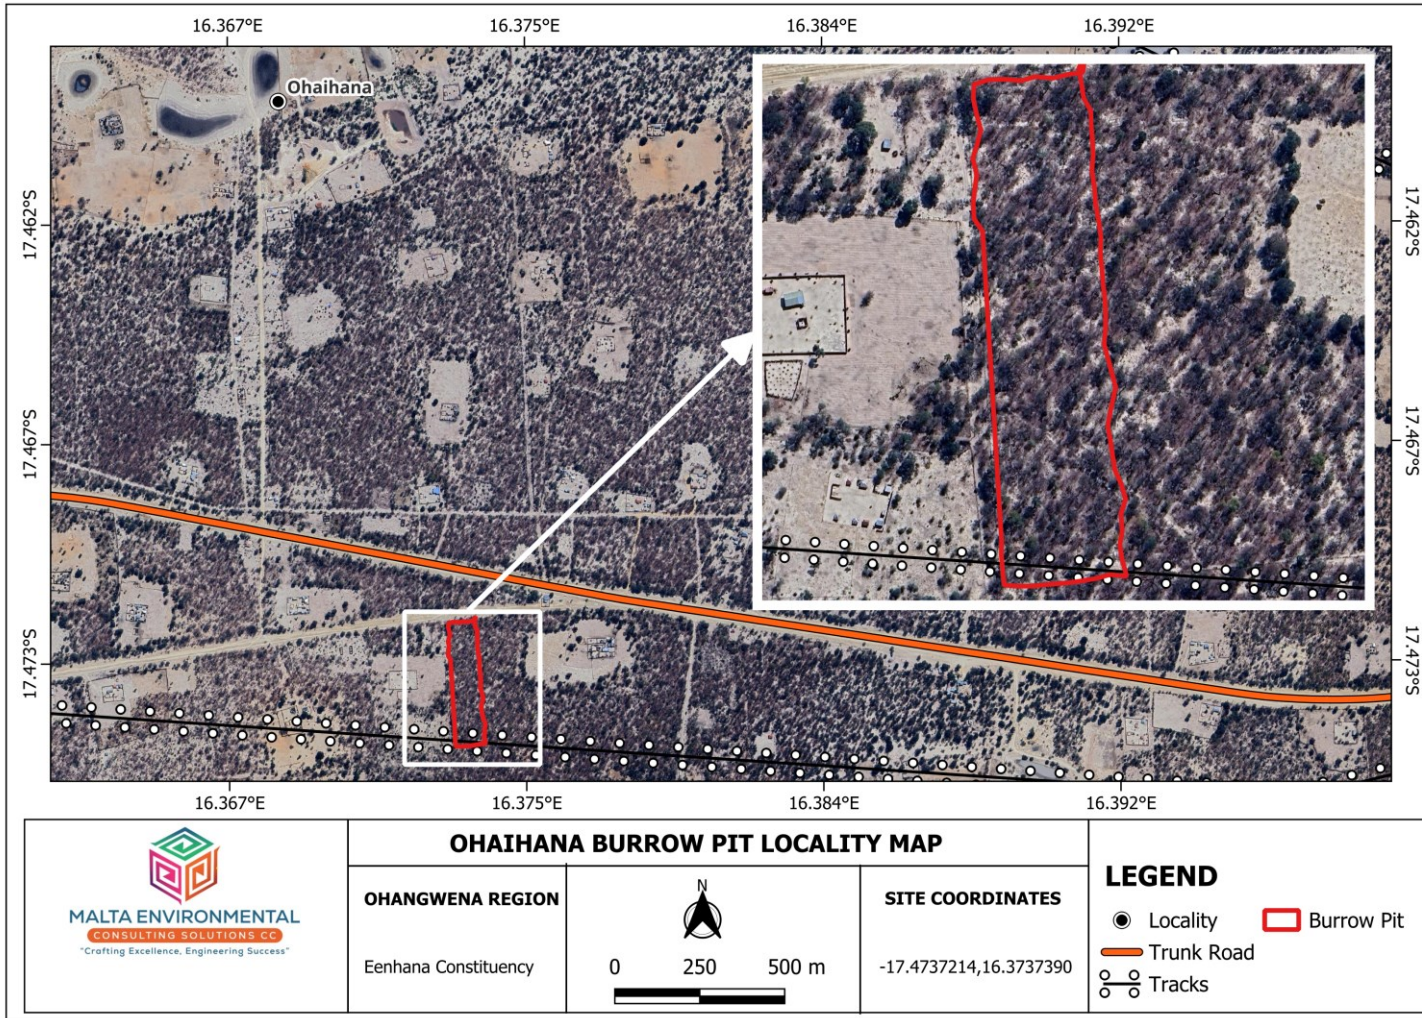 16.367°E 16.375°E 16.384°E 16.392°E
Ohaihana
17.462°S 17.462°S
17.467°S 17.467°S
17.473°S 17.473°S
16.367°E 16.375°E 16.384°E 16.392°E
MALTA ENVIRONMENTAL
CONSULTING SOLUTIONS CC
"Crafting Excellence, Engineering Success"
OHAIHANA BURROW PIT LOCALITY MAP
OHANGWENA REGION
Eenhana Constituency
N
0 250 500 m
SITE COORDINATES
-17.4737214,16.3737390
LEGEND
Locality
Burrow Pit
Trunk Road
Tracks